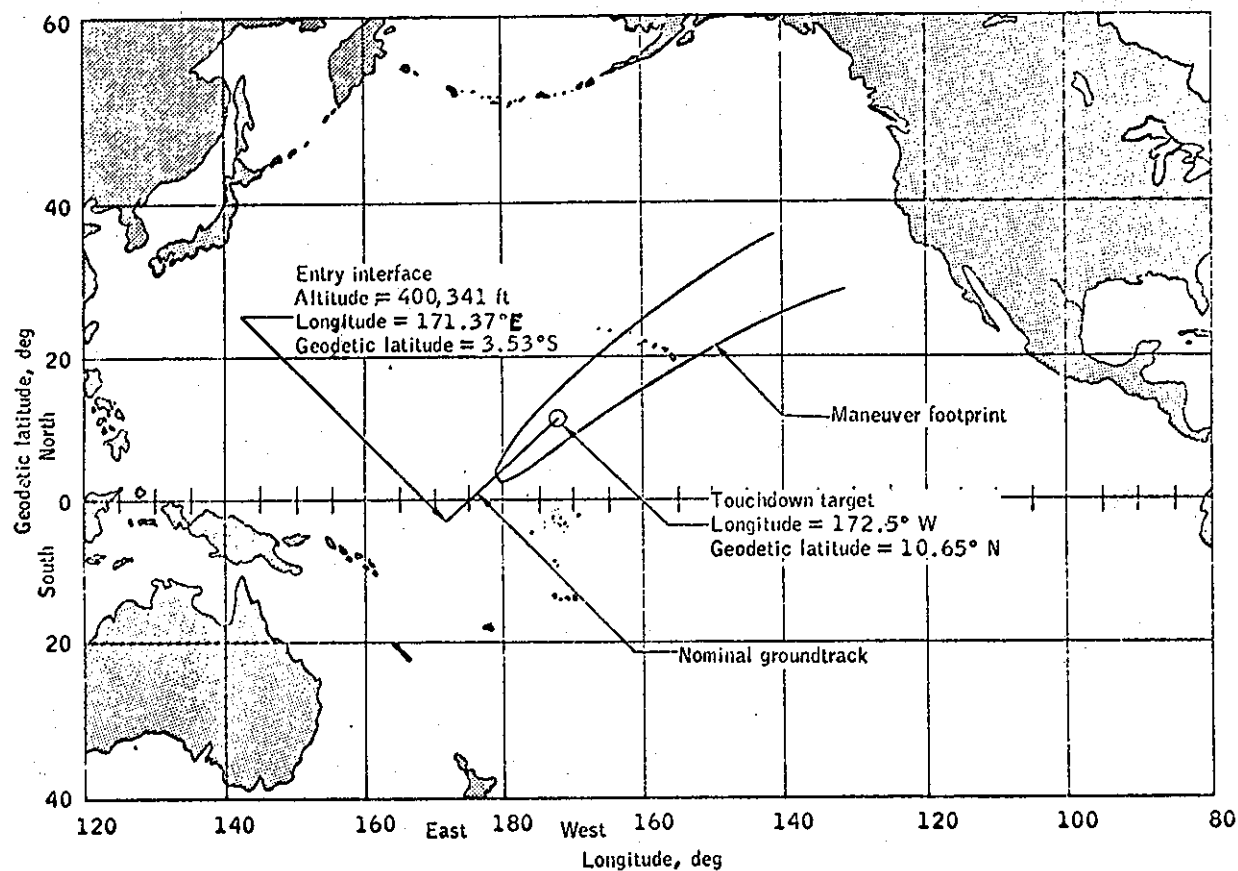 60
40
20
0
20
40
Geodetic latitude, deg
South North
Entry interface
Altitude = 400,341 ft
Longitude = 171.37°E
Geodetic latitude = 3.53°S
Maneuver footprint
Touchdown target
Longitude = 172.5° W
Geodetic latitude = 10.65° N
Nominal groundtrack
120 140 160 East 180 West 160 140 120 100 80
Longitude, deg